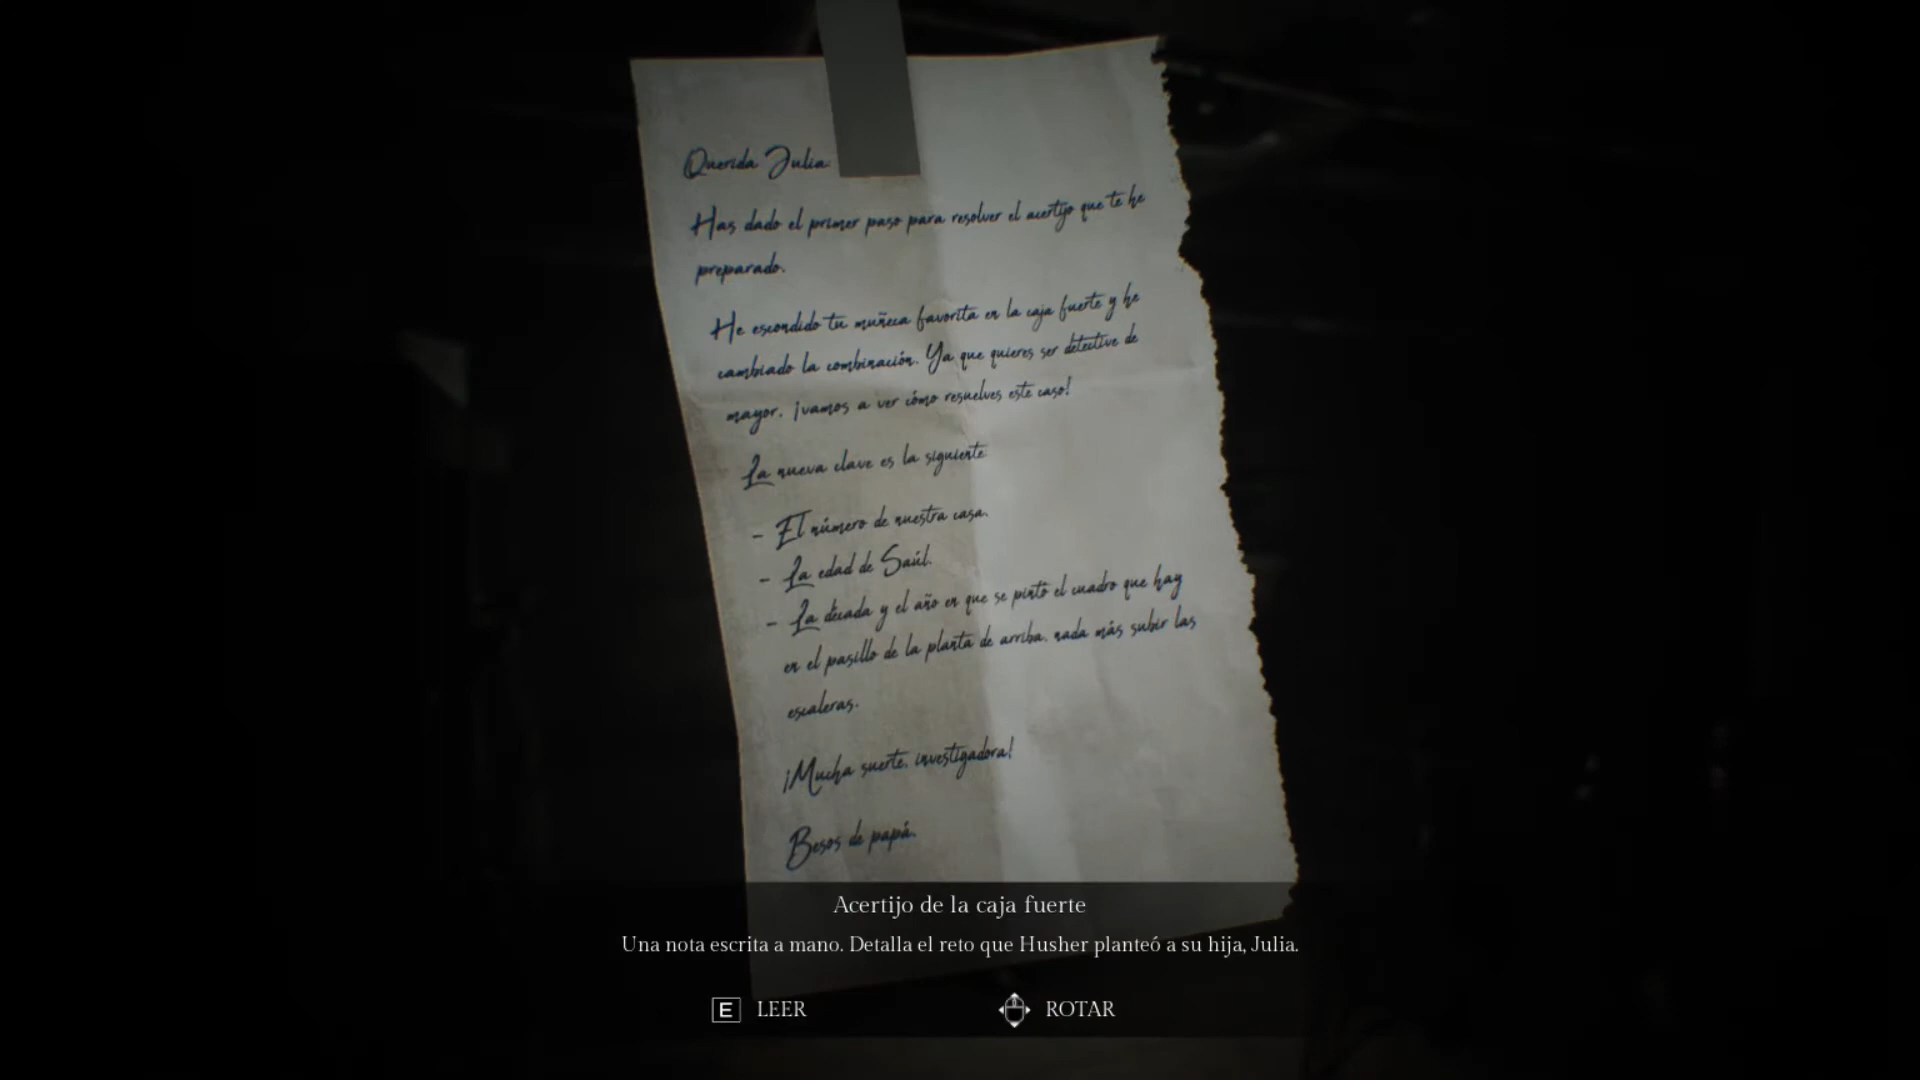 Querida Julia:
Has dado el primer paso para resolver el acertijo que te he
preparado.
He escondido tu muñeca favorita en la caja fuerte y he
cambiado la combinación. Ya que quieres ser detective de
mayor, ¡vamos a ver cómo resuelves este caso!
La nueva clave es la siguiente:
- El número de nuestra casa.
- La edad de Saúl.
- La década y el año en que se pintó el cuadro que hay
en el pasillo de la planta de arriba, nada más subir las
escaleras.
¡Mucha suerte, investigadora!
Besos de papá.
Acertijo de la caja fuerte
Una nota escrita a mano. Detalla el reto que Husher planteó a su hija, Julia.
E LEER ROTAR